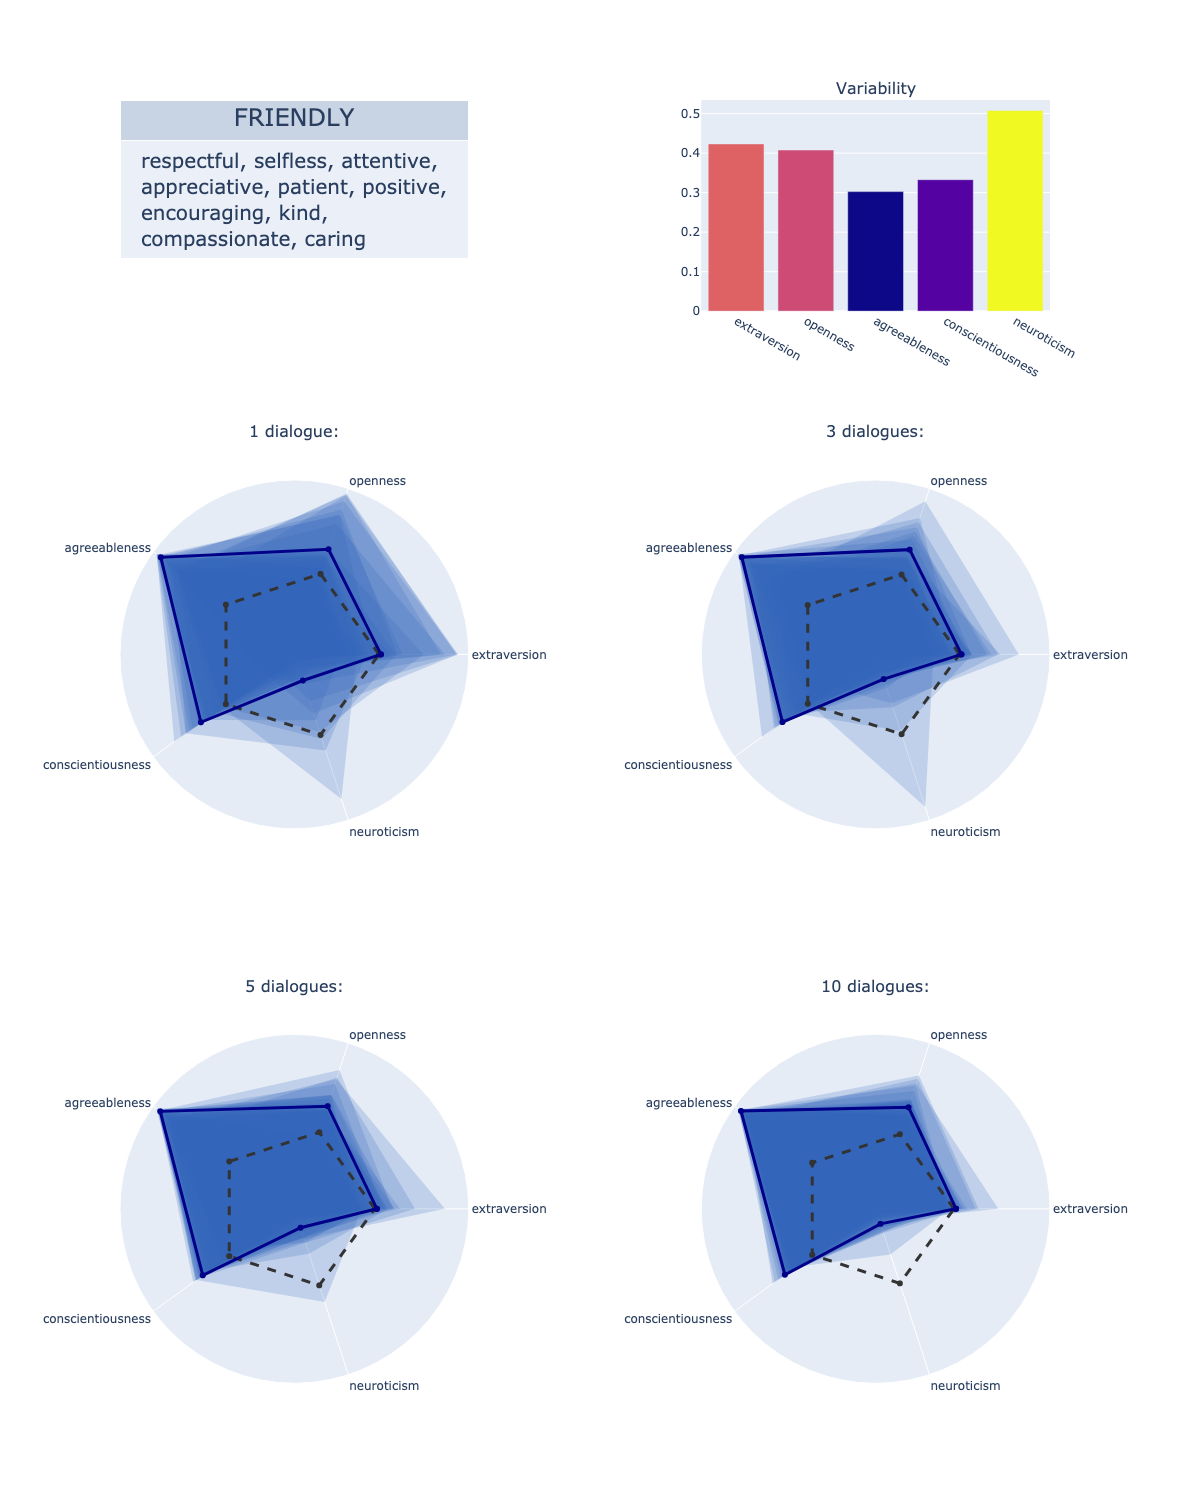 FRIENDLY
respectful, selfless, attentive,
appreciative, patient, positive,
encouraging, kind,
compassionate, caring
Variability
0.5
0.4
0.3
0.2
0.1
0
extraversion
openness
agreeableness
conscientiousness
neuroticism
1 dialogue:
openness
agreeableness
extraversion
conscientiousness
neuroticism
3 dialogues:
openness
agreeableness
extraversion
conscientiousness
neuroticism
5 dialogues:
openness
agreeableness
extraversion
conscientiousness
neuroticism
10 dialogues:
openness
agreeableness
extraversion
conscientiousness
neuroticism